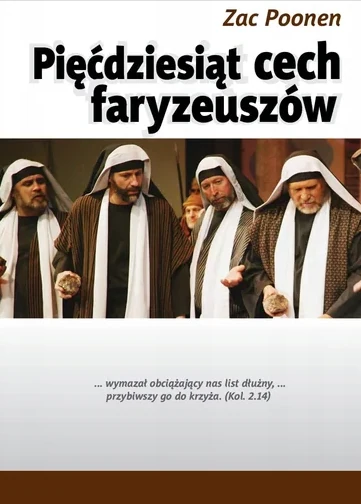 Zac Poonen
Pięćdziesiąt cech
faryzeuszów
... wymazał obciążający nas list dłużny, ...
przybiwszy go do krzyża. (Kol. 2.14)